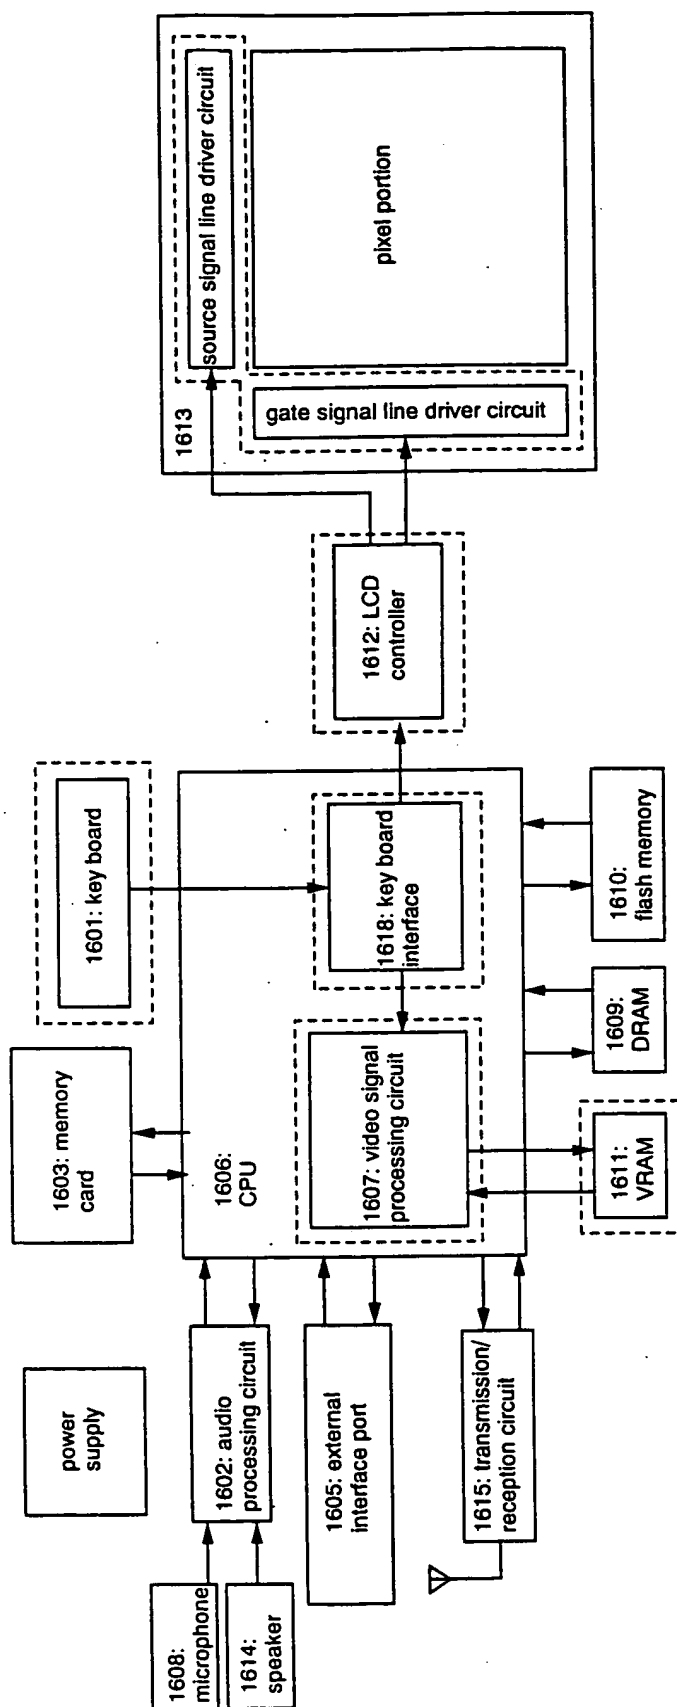 power
supply
1608:
microphone
1614:
speaker
1602: audio
processing circuit
1605: external
interface port
1615: transmission/
reception circuit
1603: memory
card
1601: key board
1606:
CPU
1607: video signal
processing circuit
1618: key board
interface
1611:
VRAM
1609:
DRAM
1610:
flash memory
1612: LCD
controller
1613
source signal line driver circuit
gate signal line driver circuit
pixel portion